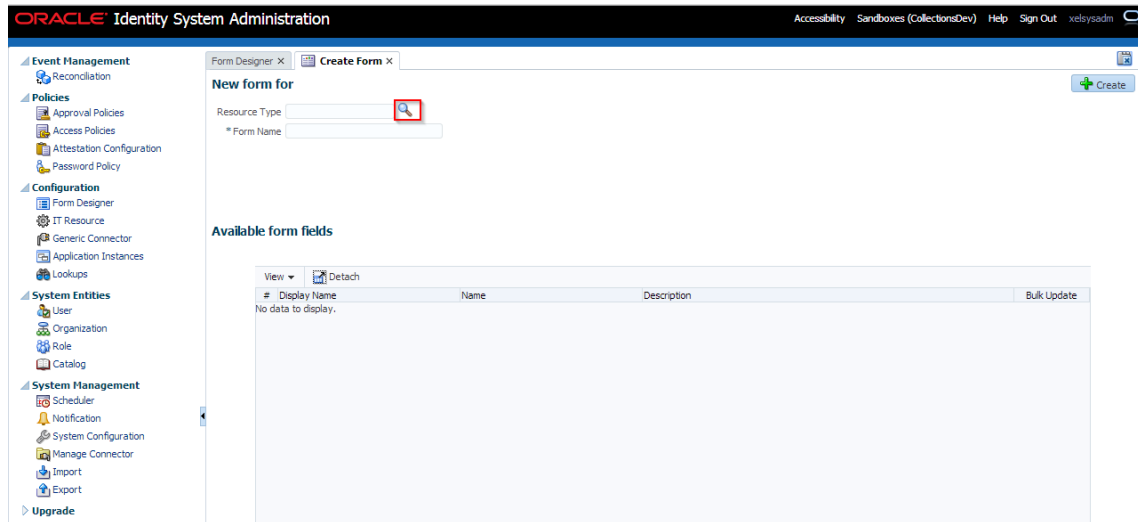 ORACLE Identity System Administration
Accessibility Sandboxes (CollectionsDev) Help Sign Out xelsysadm
Event Management
Reconciliation
Policies
Approval Policies
Access Policies
Attestation Configuration
Password Policy
Configuration
Form Designer
IT Resource
Generic Connector
Application Instances
Lookups
System Entities
User
Organization
Role
Catalog
System Management
Scheduler
Notification
System Configuration
Manage Connector
Import
Export
Upgrade
Form Designer Create Form
New form for
Create
Resource Type
* Form Name
Available form fields
View Detach
# Display Name Name Description Bulk Update
No data to display.